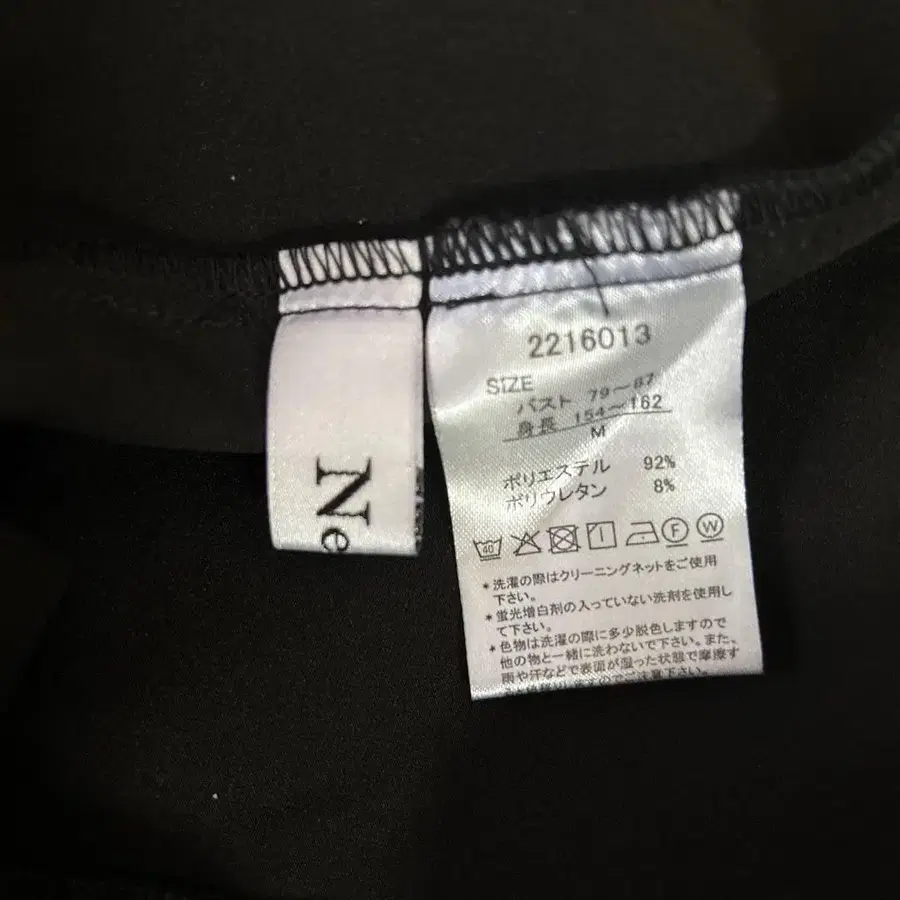 Ne
2216013
SIZE
バスト 79～87
身長 154～162
M
ポリエステル 92%
ポリウレタン 8%
40 F W
*洗濯の際はクリーニングネットをご使用
下さい。
*蛍光増白剤の入っていない洗剤を使用し
て下さい。
*色物は洗濯の際に多少脱色しますので
他の物と一緒に洗わないで下さい。また、
雨や汗などで表面が湿った状態で摩擦す